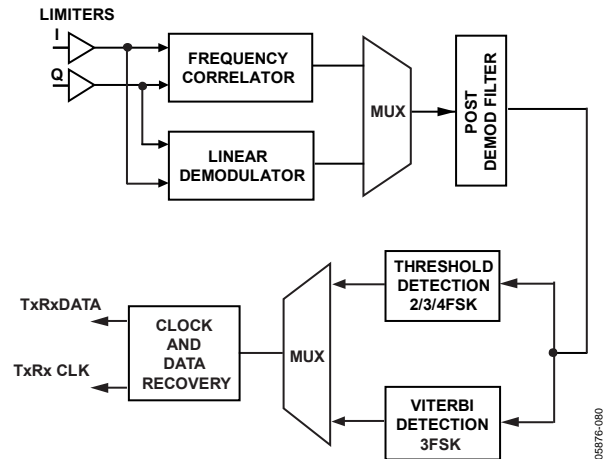 LIMITERS
I
Q
FREQUENCY
CORRELATOR
LINEAR
DEMODULATOR
MUX
POST
DEMOD FILTER
THRESHOLD
DETECTION
2/3/4FSK
VITERBI
DETECTION
3FSK
MUX
CLOCK
AND
DATA
RECOVERY
TxRxDATA
TxRx CLK
05876-080